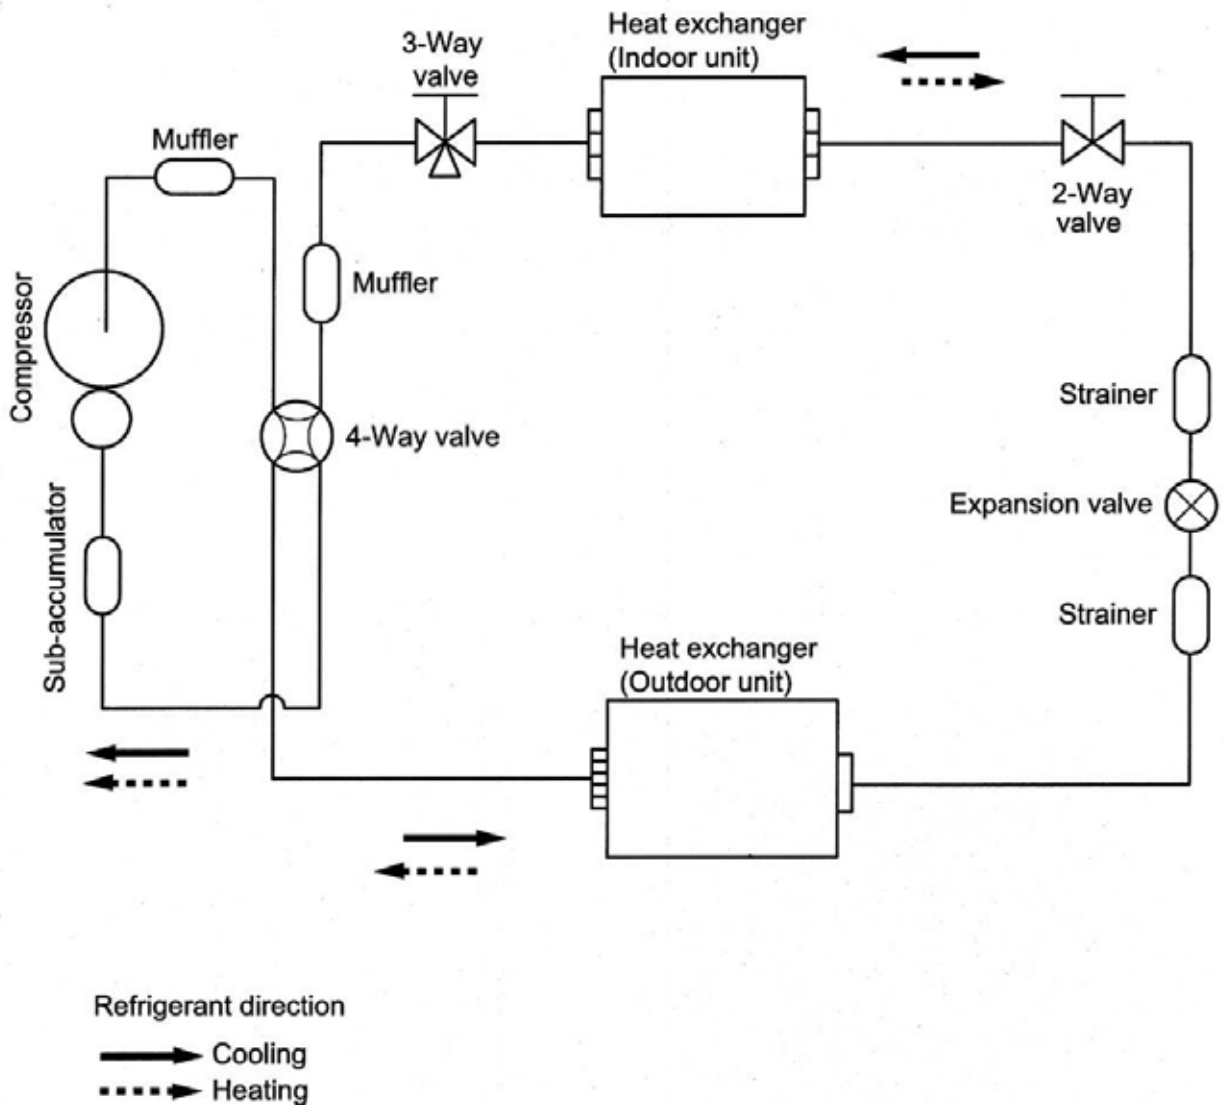 Heat exchanger
(Indoor unit)
3-Way
valve
Muffler
2-Way
valve
Muffler
Compressor
Strainer
4-Way valve
Expansion valve
Sub-accumulator
Strainer
Heat exchanger
(Outdoor unit)
Refrigerant direction
Cooling
Heating